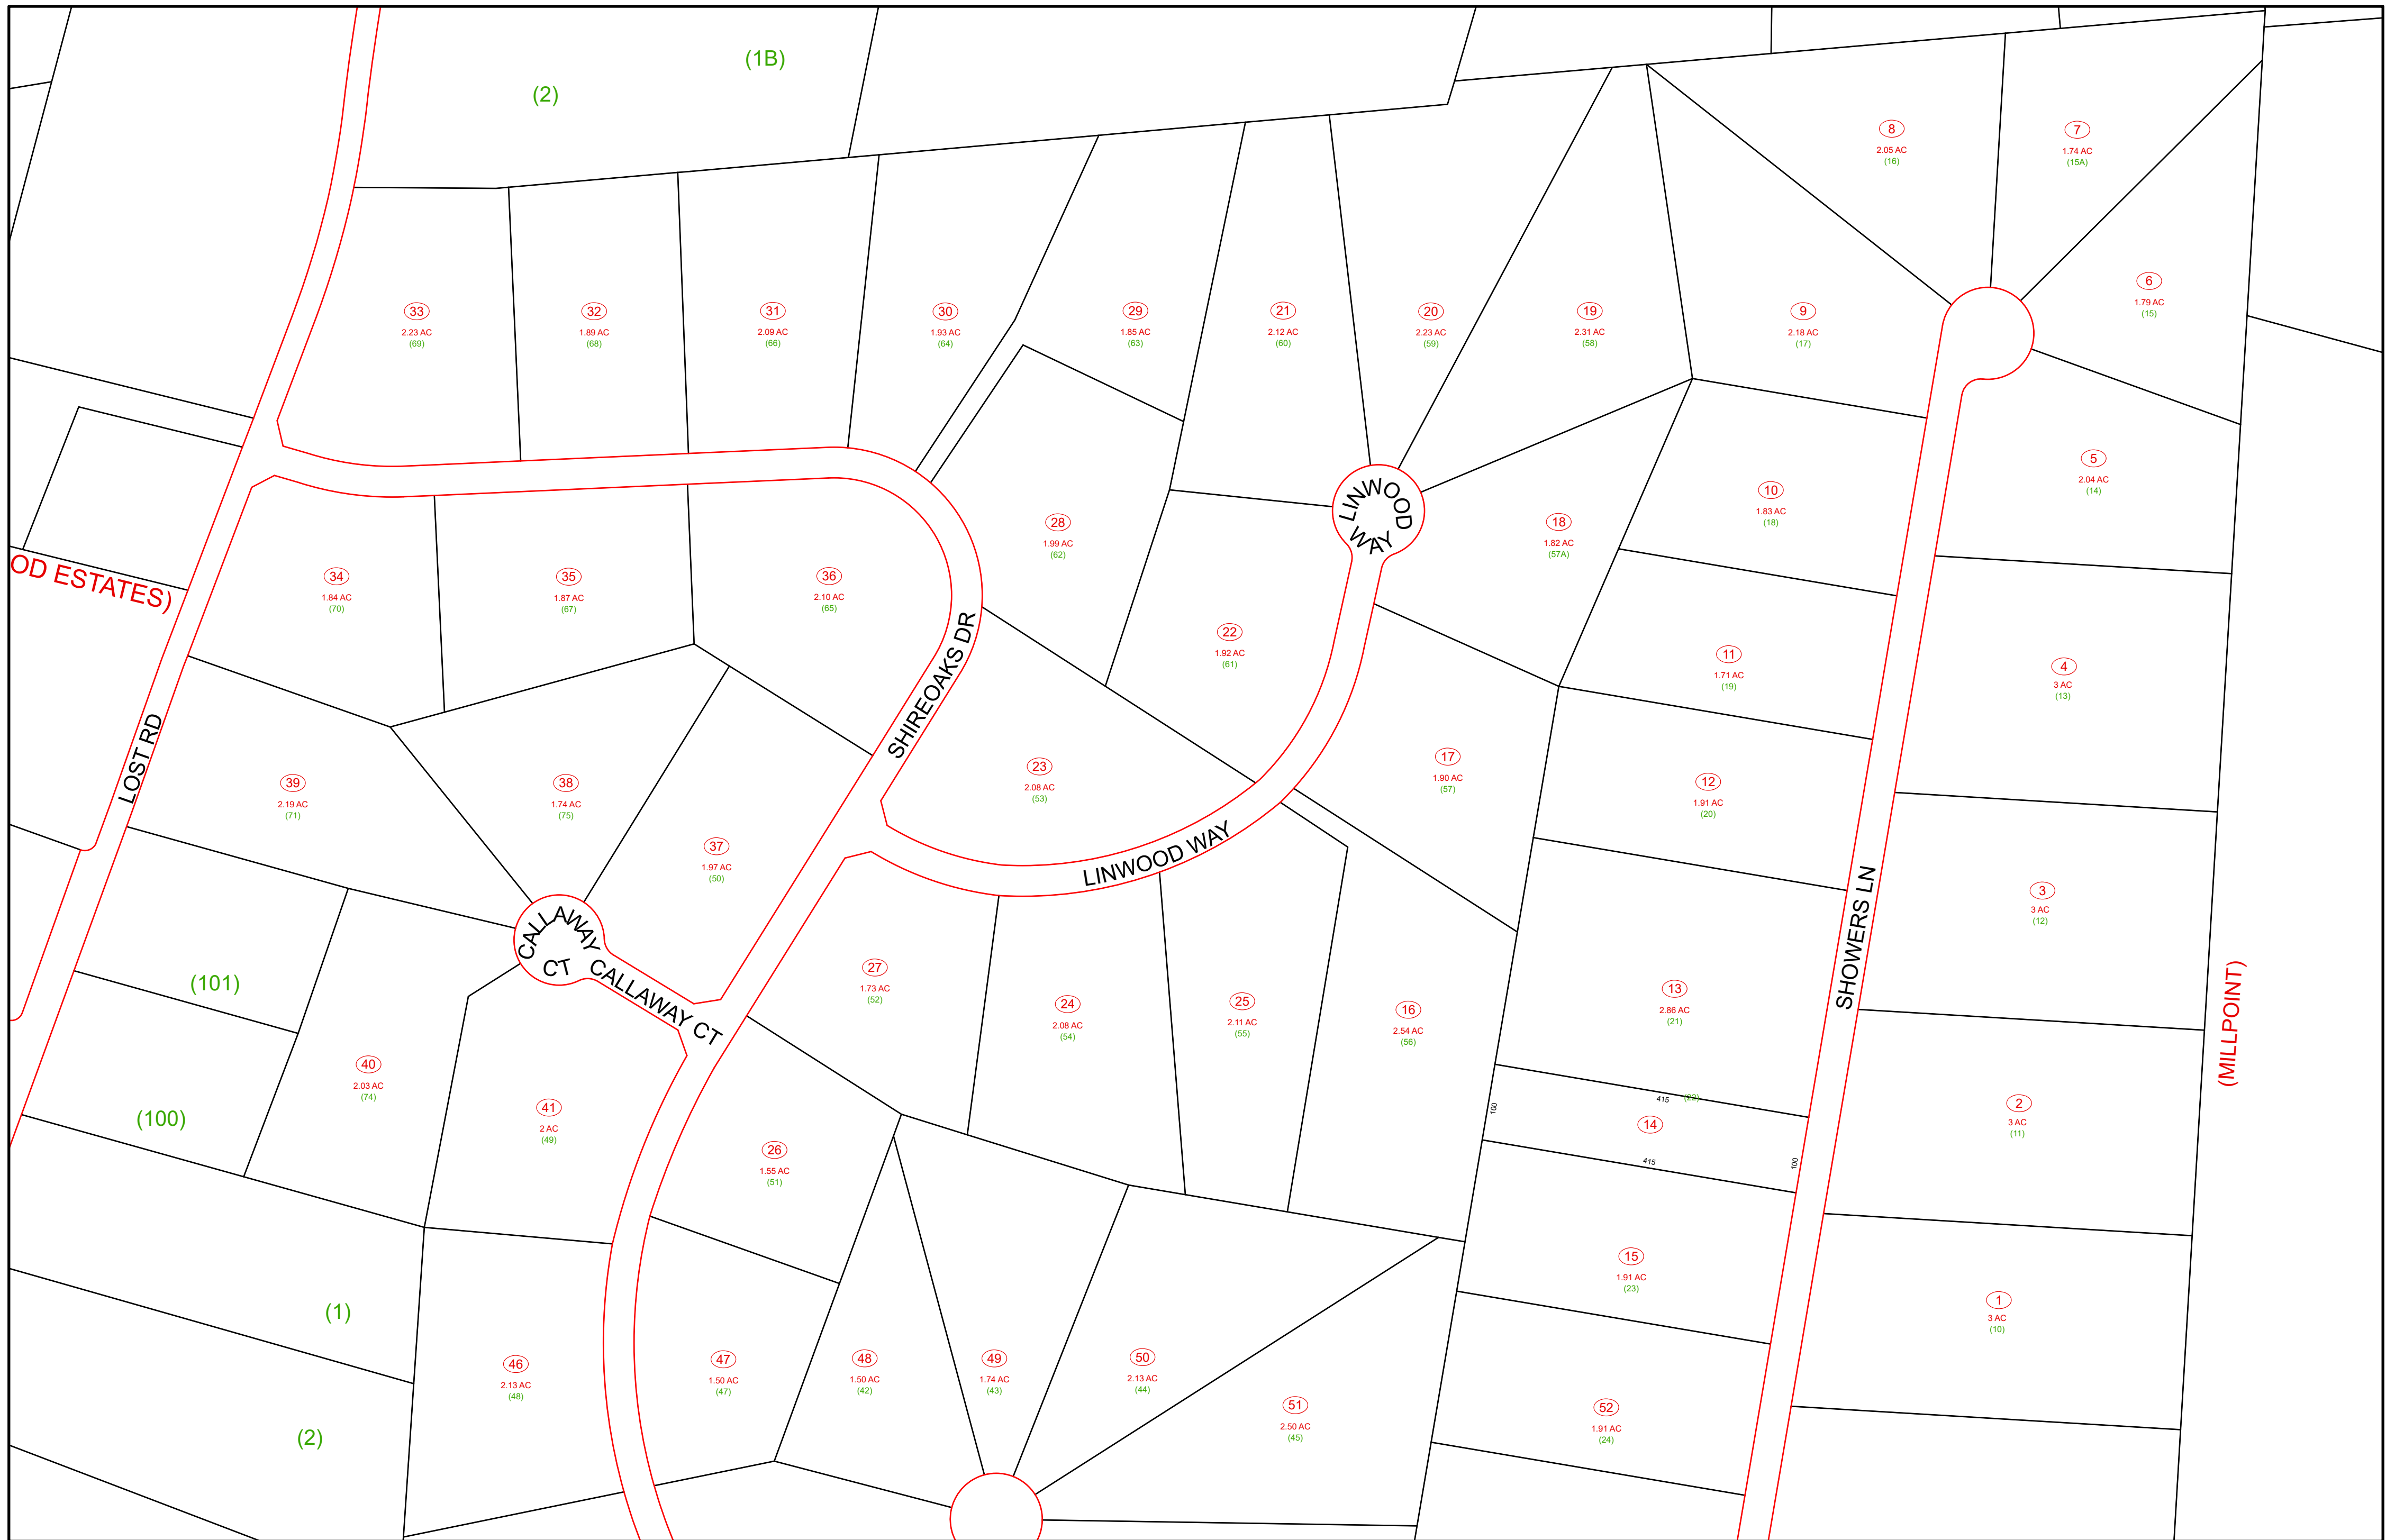 (1B)
(2)
8
2.05 AC
(16)
7
1.74 AC
(15A)
6
1.79 AC
(15)
33
2.23 AC
(69)
32
1.89 AC
(68)
31
2.09 AC
(66)
30
1.93 AC
(64)
29
1.85 AC
(63)
21
2.12 AC
(60)
20
2.23 AC
(59)
19
2.31 AC
(58)
9
2.18 AC
(17)
5
2.04 AC
(14)
10
1.83 AC
(18)
LINWOOD
WAY
28
1.99 AC
(62)
18
1.82 AC
(57A)
OD ESTATES)
34
1.84 AC
(70)
35
1.87 AC
(67)
36
2.10 AC
(65)
SHIREOAKS DR
22
1.92 AC
(61)
11
1.71 AC
(19)
4
3 AC
(13)
LOST RD
39
2.19 AC
(71)
38
1.74 AC
(75)
23
2.08 AC
(53)
17
1.90 AC
(57)
12
1.91 AC
(20)
37
1.97 AC
(50)
LINWOOD WAY
SHOWERS LN
3
3 AC
(12)
CALLAWAY
CT
CALLAWAY CT
(101)
27
1.73 AC
(52)
24
2.08 AC
(54)
25
2.11 AC
(55)
16
2.54 AC
(56)
13
2.86 AC
(21)
(MILLPOINT)
(100)
40
2.03 AC
(74)
41
2 AC
(49)
26
1.55 AC
(51)
100
415
(22)
14
415
100
2
3 AC
(11)
15
1.91 AC
(23)
(1)
1
3 AC
(10)
46
2.13 AC
(48)
47
1.50 AC
(47)
48
1.50 AC
(42)
49
1.74 AC
(43)
50
2.13 AC
(44)
51
2.50 AC
(45)
52
1.91 AC
(24)
(2)